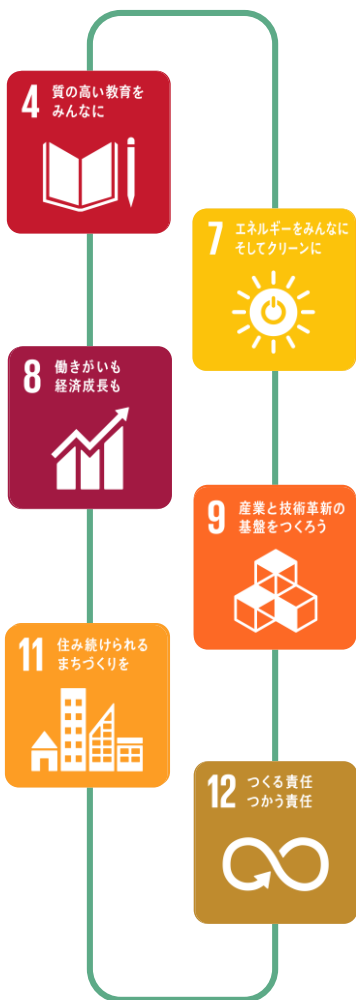 4 質の高い教育を
みんなに
7 エネルギーをみんなに
そしてクリーンに
8 働きがいも
経済成長も
9 産業と技術革新の
基盤をつくろう
11 住み続けられる
まちづくりを
12 つくる責任
つかう責任